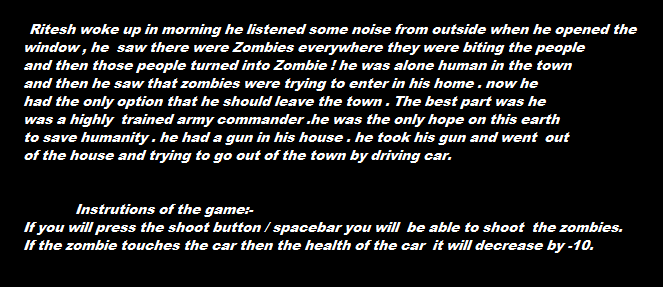 Ritesh woke up in morning he listened some noise from outside when he opened the
window , he  saw there were Zombies everywhere they were biting the people
and then those people turned into Zombie ! he was alone human in the town
and then he saw that zombies were trying to enter in his home . now he
had the only option that he should leave the town . The best part was he
was a highly  trained army commander .he was the only hope on this earth
to save humanity . he had a gun in his house . he took his gun and went  out
of the house and trying to go out of the town by driving car.
Instrutions of the game:-
If you will press the shoot button / spacebar you will  be able to shoot  the zombies.
If the zombie touches the car then the health of the car  it will decrease by -10.